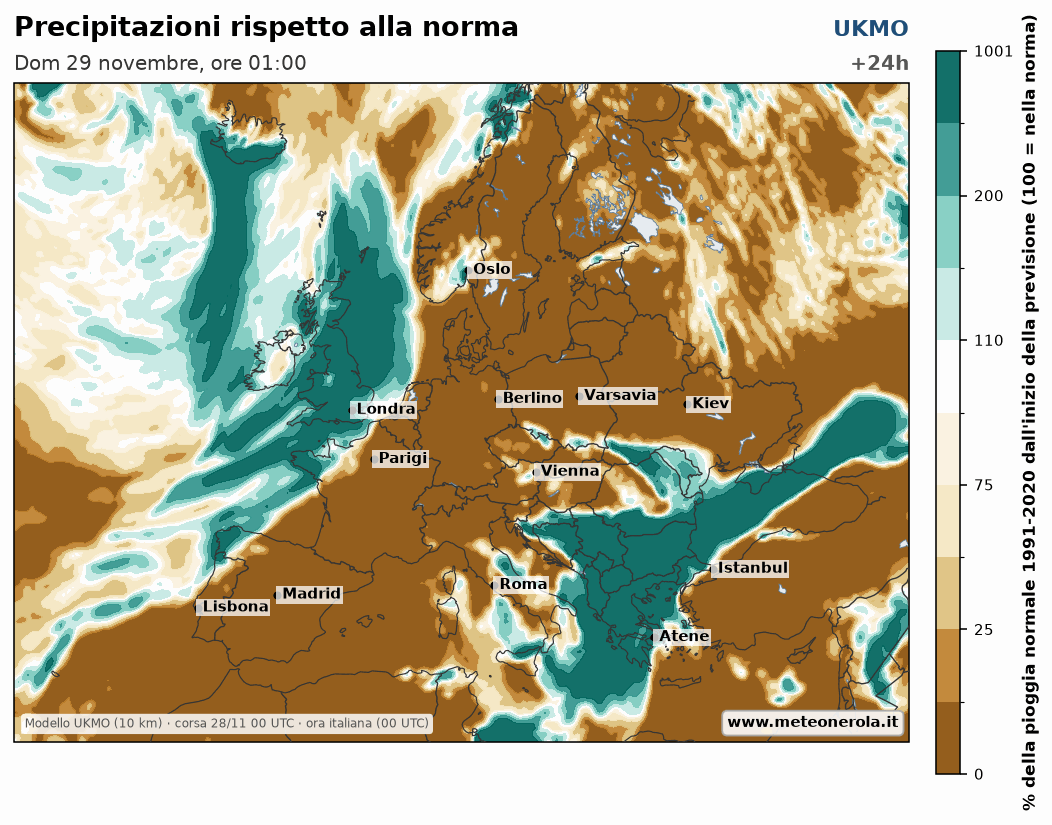 Precipitazioni rispetto alla norma
UKMO
Dom 29 novembre, ore 01:00
+24h
1001
200
110
75
25
0
% della pioggia normale 1991-2020 dall'inizio della previsione (100 = nella norma)
Oslo
Berlino
Varsavia
Kiev
Londra
Parigi
Vienna
Istanbul
Roma
Madrid
Lisbona
Atene
Modello UKMO (10 km) · corsa 28/11 00 UTC · ora italiana (00 UTC)
www.meteonerola.it